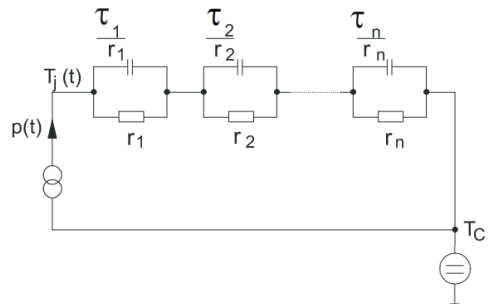 τ1 τ2 τn
r1 r2 rn
Tj (t)
p(t)
r1 r2 rn
TC